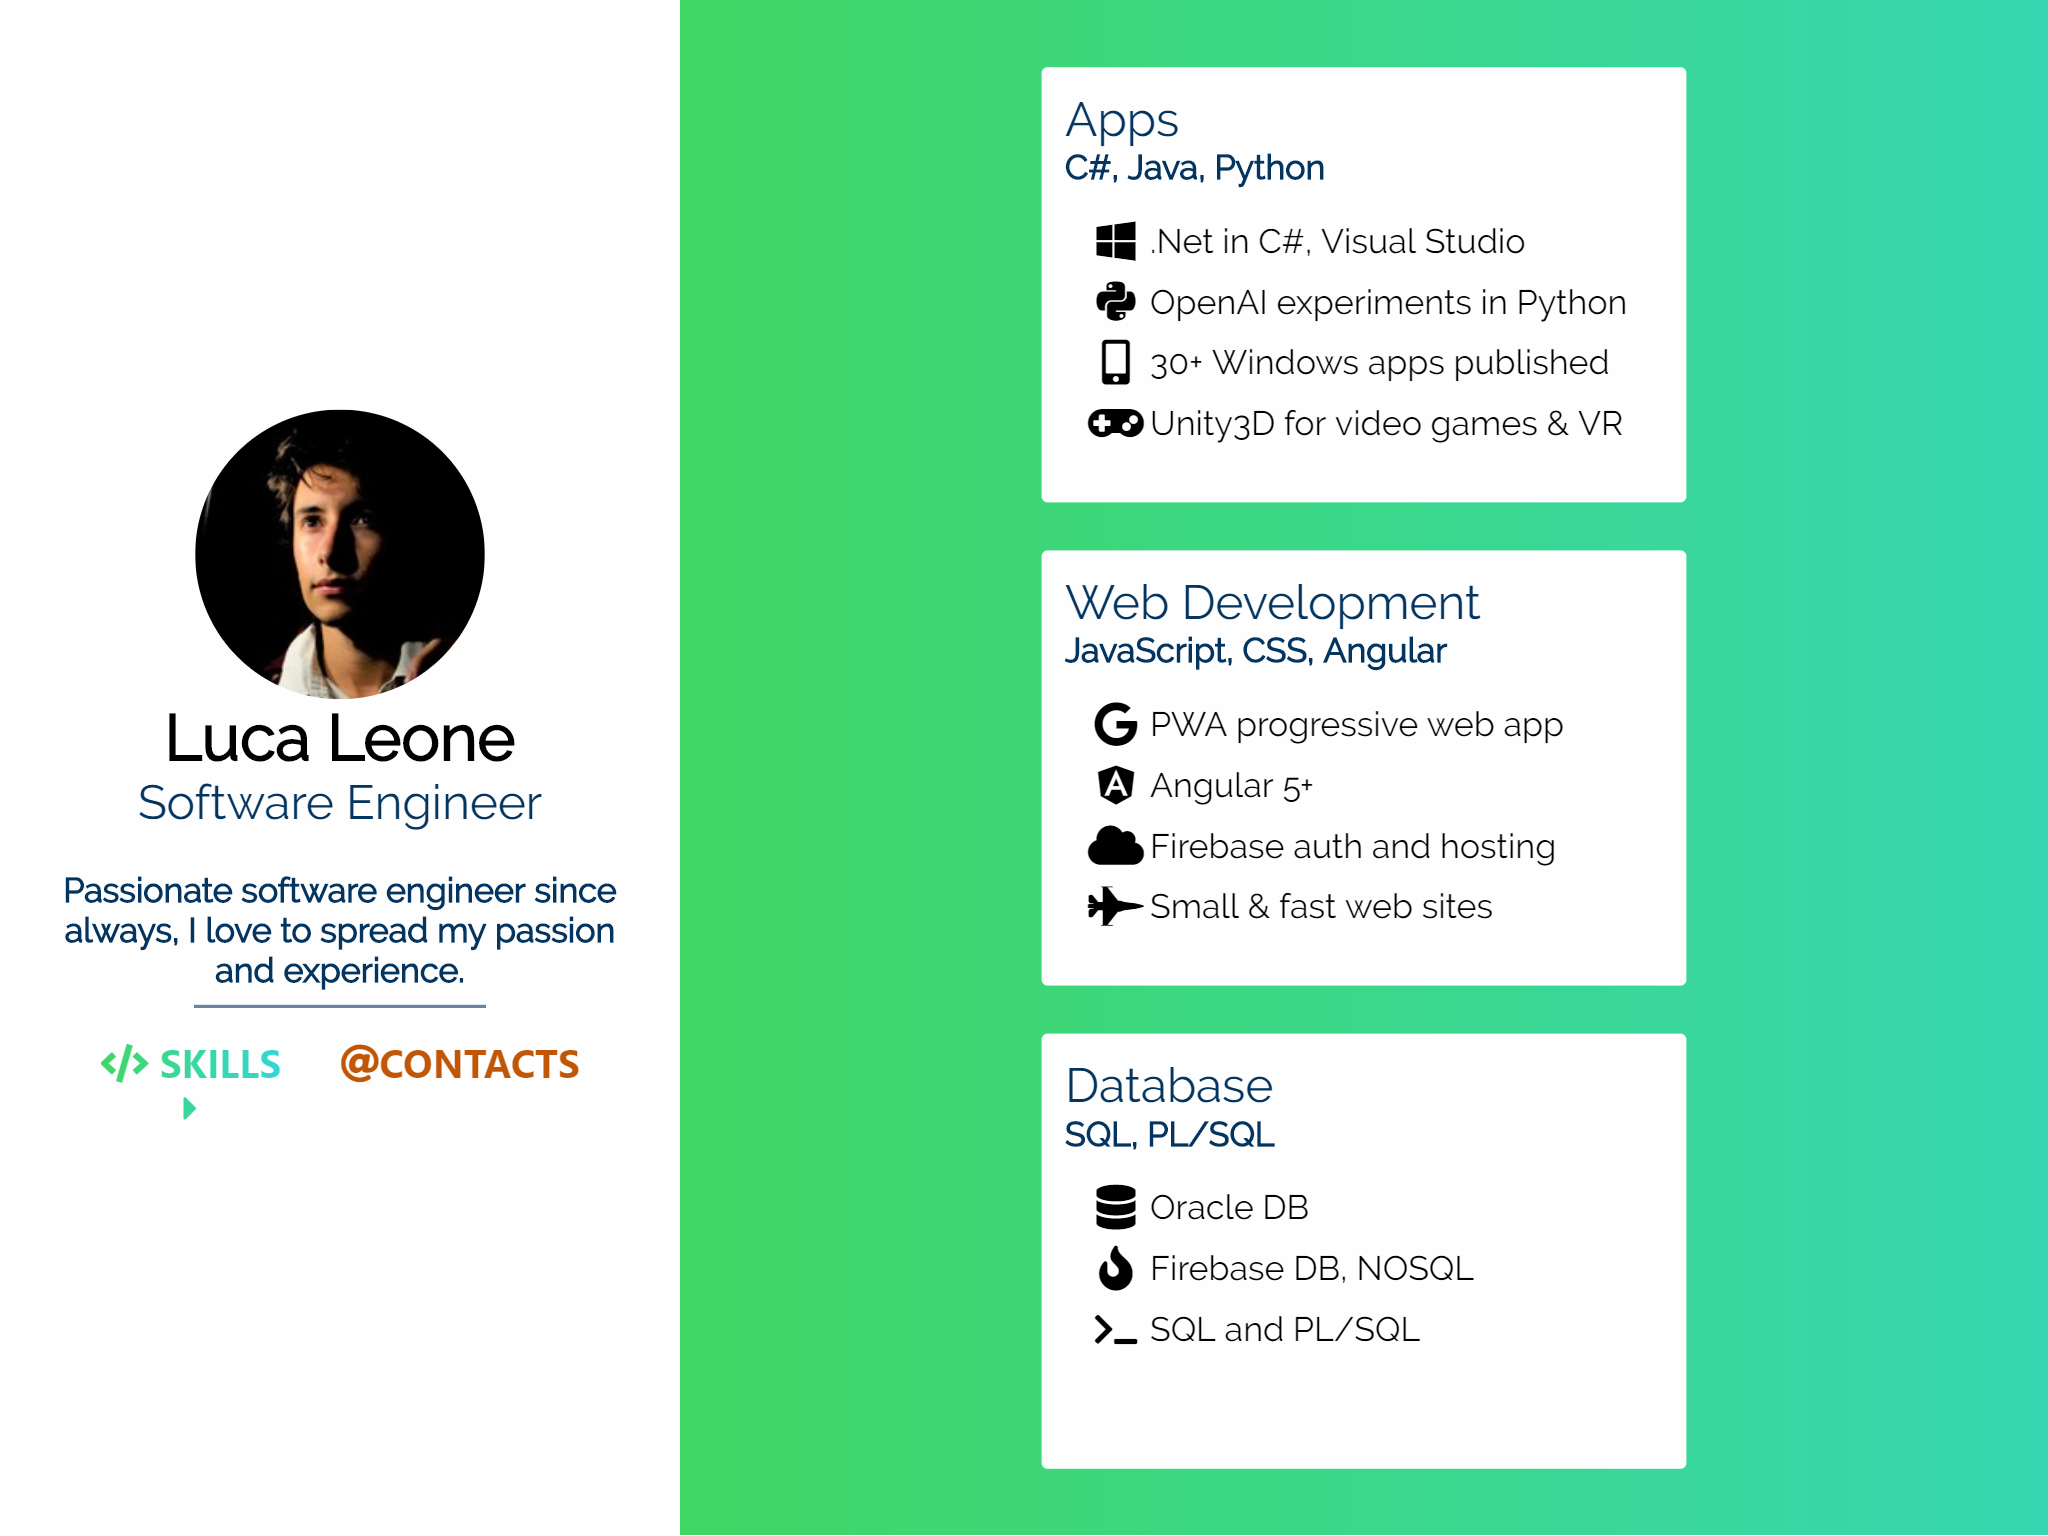 Luca Leone
Software Engineer
Passionate software engineer since
always, I love to spread my passion
and experience.
</> SKILLS
@CONTACTS
Apps
C#, Java, Python
.Net in C#, Visual Studio
OpenAI experiments in Python
30+ Windows apps published
Unity3D for video games & VR
Web Development
JavaScript, CSS, Angular
PWA progressive web app
Angular 5+
Firebase auth and hosting
Small & fast web sites
Database
SQL, PL/SQL
Oracle DB
Firebase DB, NOSQL
SQL and PL/SQL